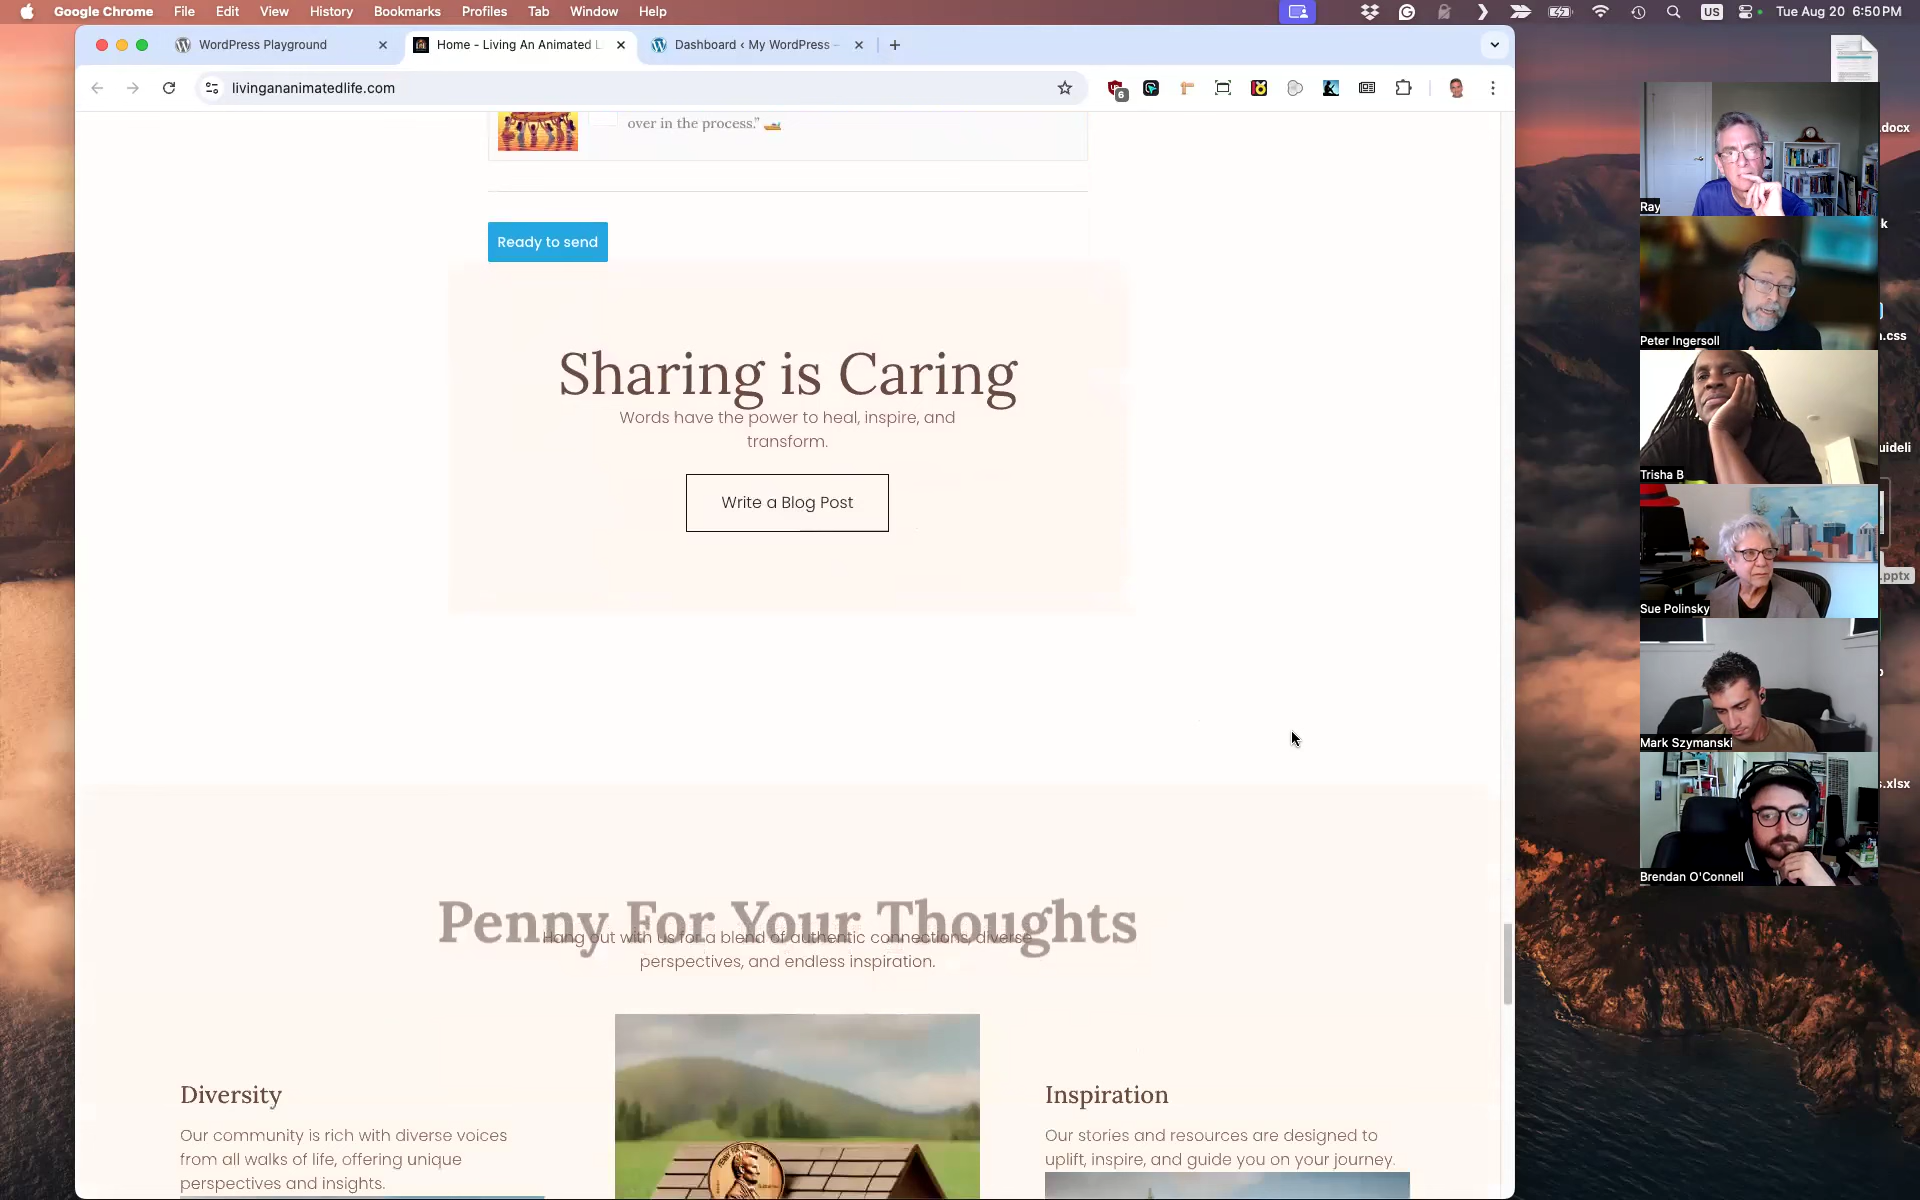 Google Chrome File Edit View History Bookmarks Profiles Tab Window Help
US Tue Aug 20 6:50 PM
WordPress Playground
Home - Living An Animated L
Dashboard ‹ My WordPress –
livingananimatedlife.com
6
over in the process.”
Ready to send
Sharing is Caring
Words have the power to heal, inspire, and
transform.
Write a Blog Post
Penny For Your Thoughts
Hang out with us for a blend of authentic connections, diverse
perspectives, and endless inspiration.
Diversity
Our community is rich with diverse voices
from all walks of life, offering unique
perspectives and insights.
Inspiration
Our stories and resources are designed to
uplift, inspire, and guide you on your journey.
Ray
Peter Ingersoll
Trisha B
Sue Polinsky
Mark Szymanski
Brendan O'Connell
.docx
k
.css
uideli
.pptx
s.xlsx